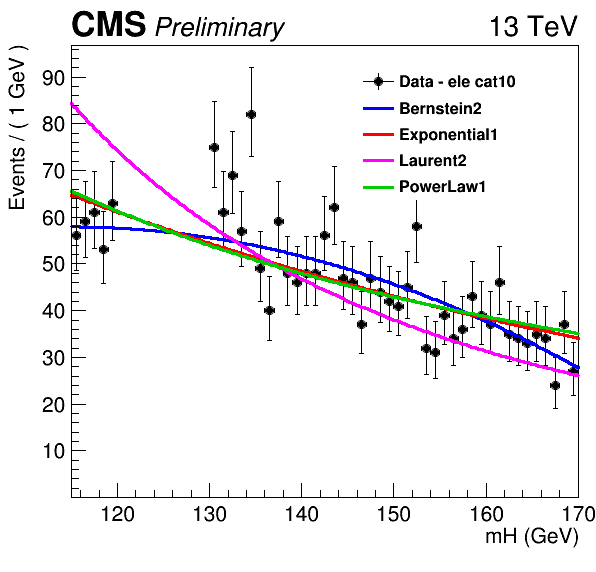 CMS Preliminary 13 TeV
Events / ( 1 GeV )
90
80
70
60
50
40
30
20
10
Data - ele cat10
Bernstein2
Exponential1
Laurent2
PowerLaw1
120 130 140 150 160 170
mH (GeV)